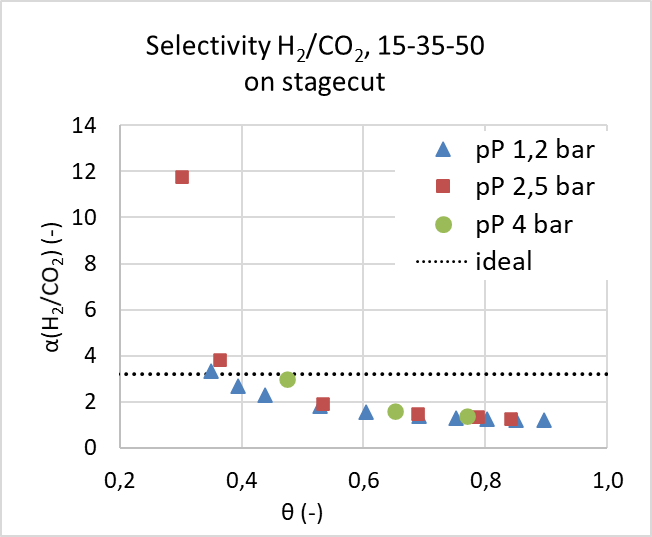 Selectivity H₂/CO₂, 15-35-50
on stagecut
14
12
10
8
6
4
2
0
α(H₂/CO₂) (-)
pP 1,2 bar
pP 2,5 bar
pP 4 bar
ideal
0,2
0,4
0,6
0,8
1,0
θ (-)